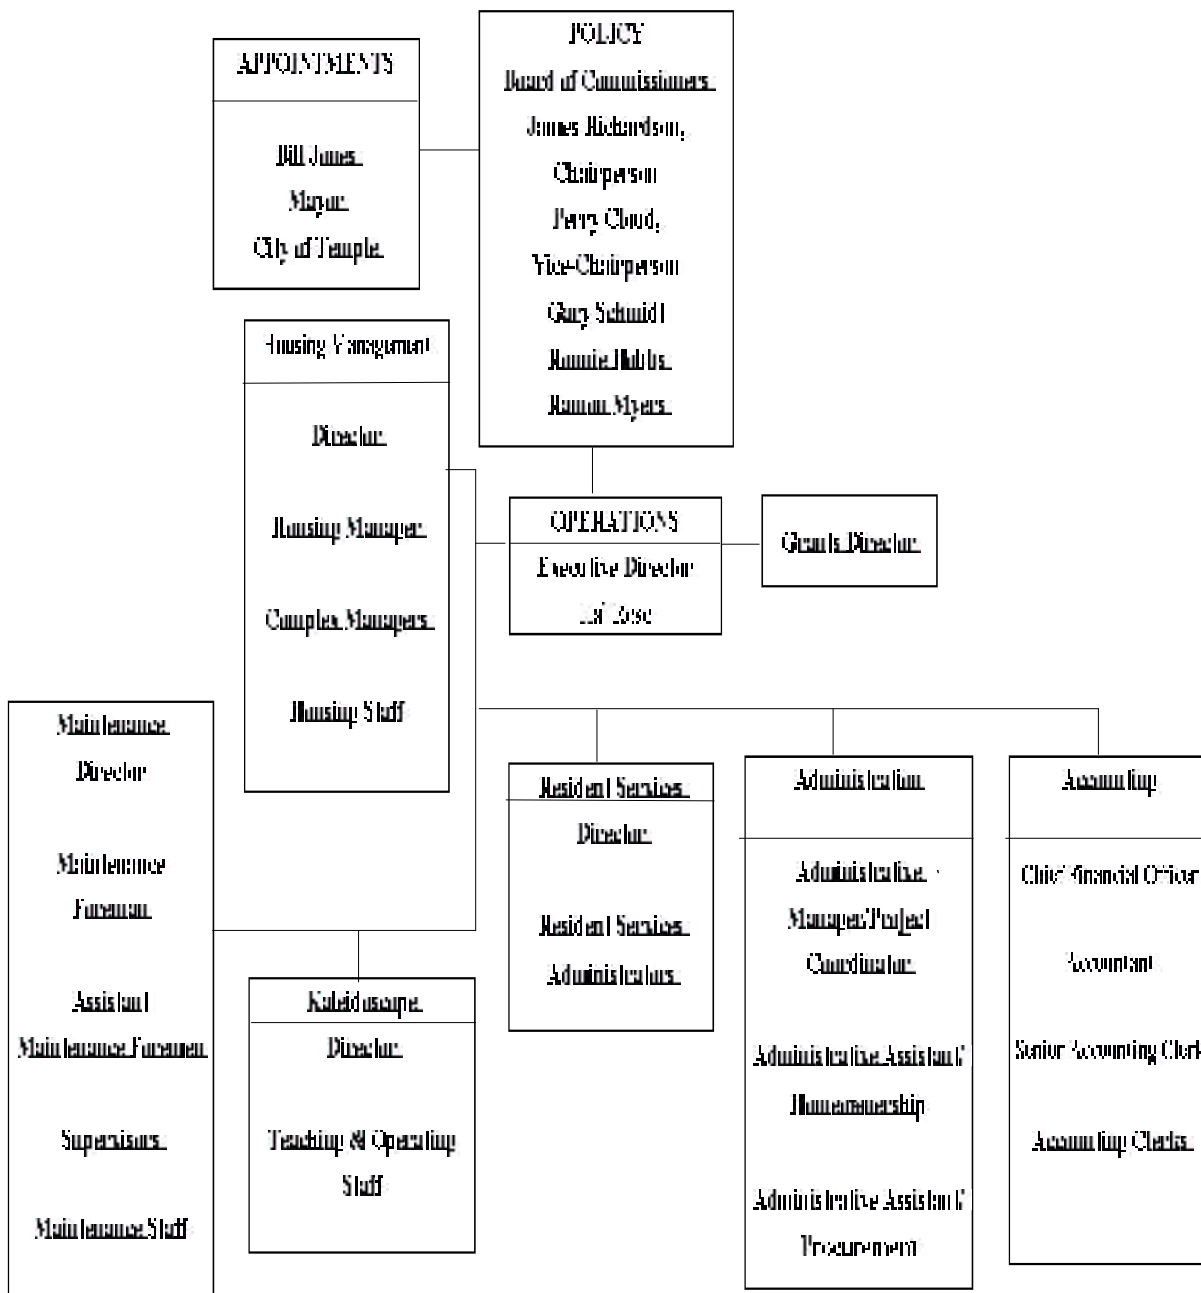 APPOINTMENTS
Bill Jones
Mayor
City of Temple
POLICY
Board of Commissioners
James Richardson,
Chairperson
Perry Cloud,
Vice-Chairperson
Gary Schmidt
Ronnie Hobbs
Ramon Myers
Housing Management
Director
Housing Manager
Complex Managers
Housing Staff
OPERATIONS
Executive Director
Grants Director
Maintenance
Director
Maintenance
Foreman
Assistant
Maintenance Foremen
Supervisors
Maintenance Staff
Kaleidoscope
Director
Teaching & Operating
Staff
Resident Services
Director
Resident Services
Administrators
Administration
Administrative
Manager/Project
Coordinator
Administrative Assistant/
Homeownership
Administrative Assistant/
Procurement
Accounting
Chief Financial Officer
Accountant
Senior Accounting Clerk
Accounting Clerks